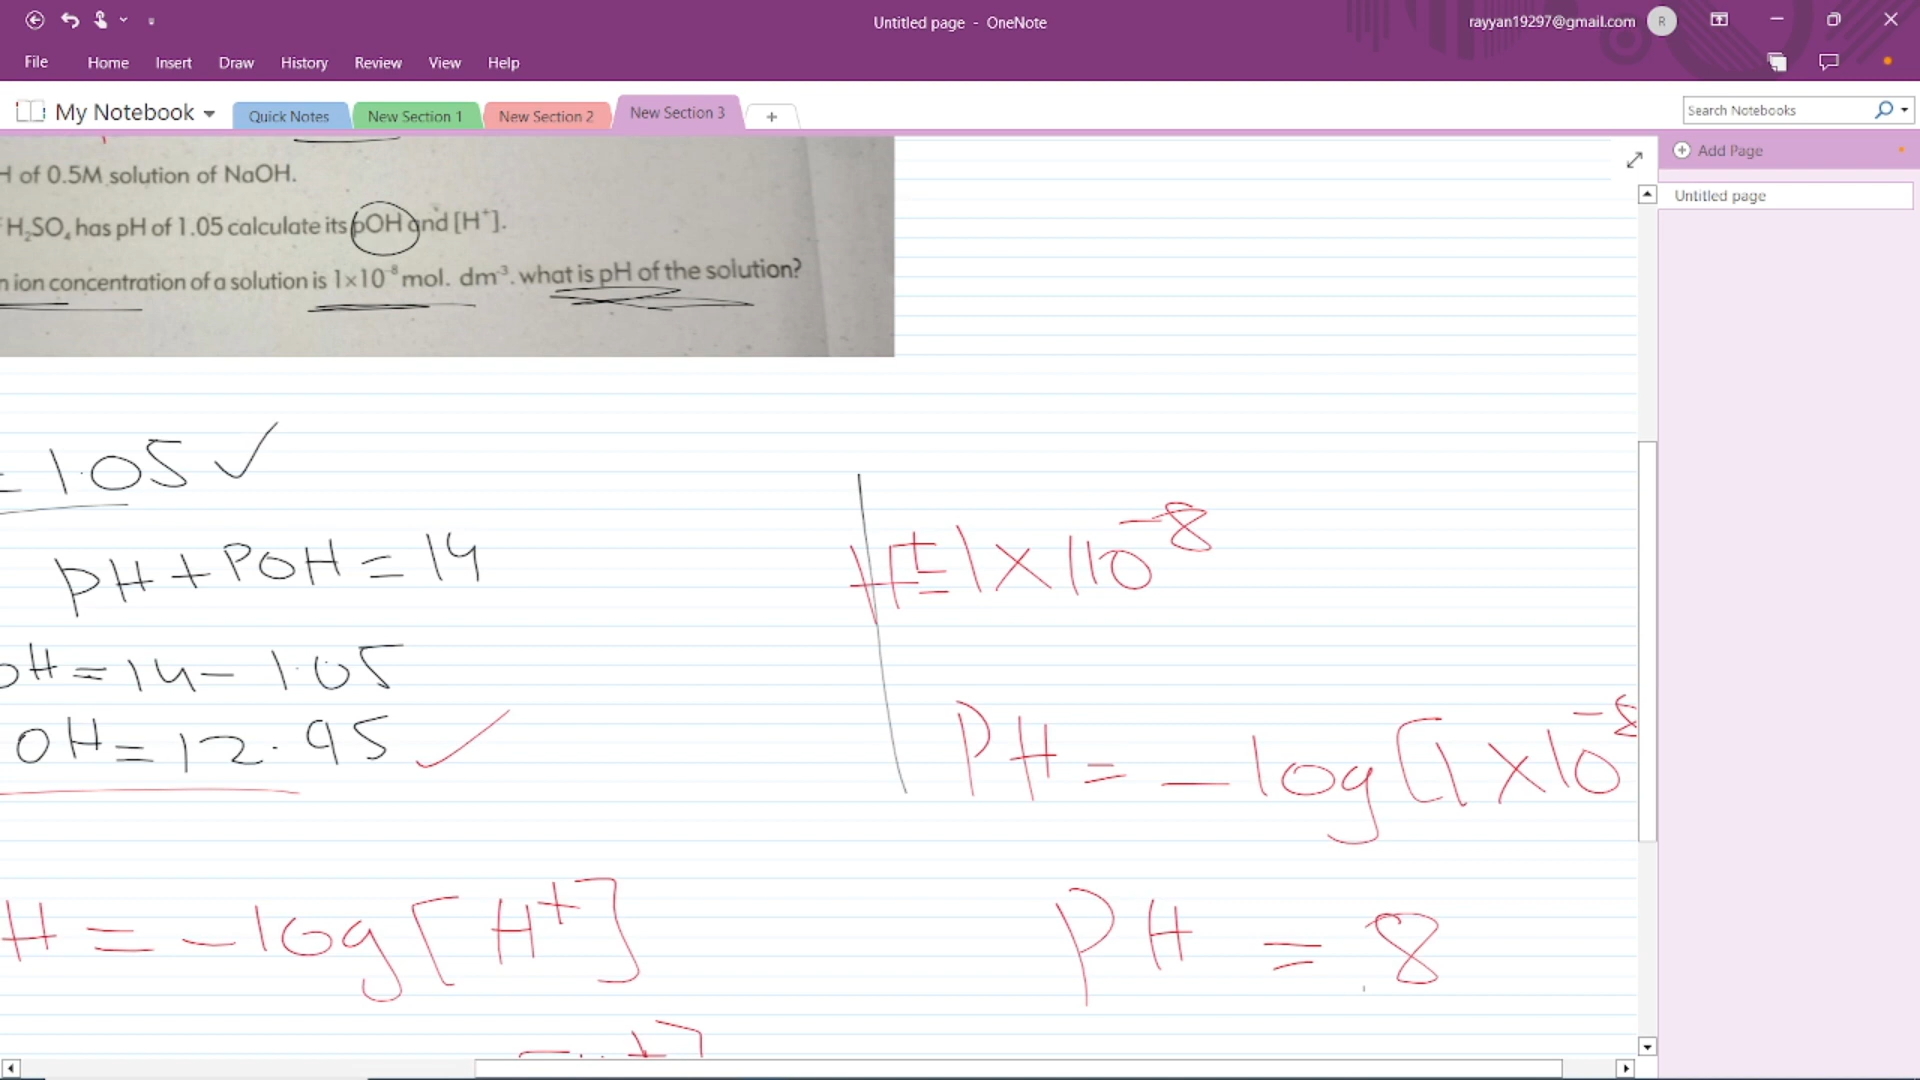 Untitled page - OneNote
rayyan19297@gmail.com
R
File Home Insert Draw History Review View Help
My Notebook
Quick Notes
New Section 1
New Section 2
New Section 3
+
Search Notebooks
Add Page
Untitled page
H of 0.5M solution of NaOH.
H₂SO₄ has pH of 1.05 calculate its pOH and [H⁺].
n ion concentration of a solution is 1×10⁻⁸ mol. dm⁻³. what is pH of the solution?
= 1.05 ✓
PH + POH = 14
OH = 14 - 1.05
OH = 12.95 ✓
H = -log [H⁺]
H⁺ = 1 × 10⁻⁸
PH = -log [1 × 10⁻⁸
PH = 8